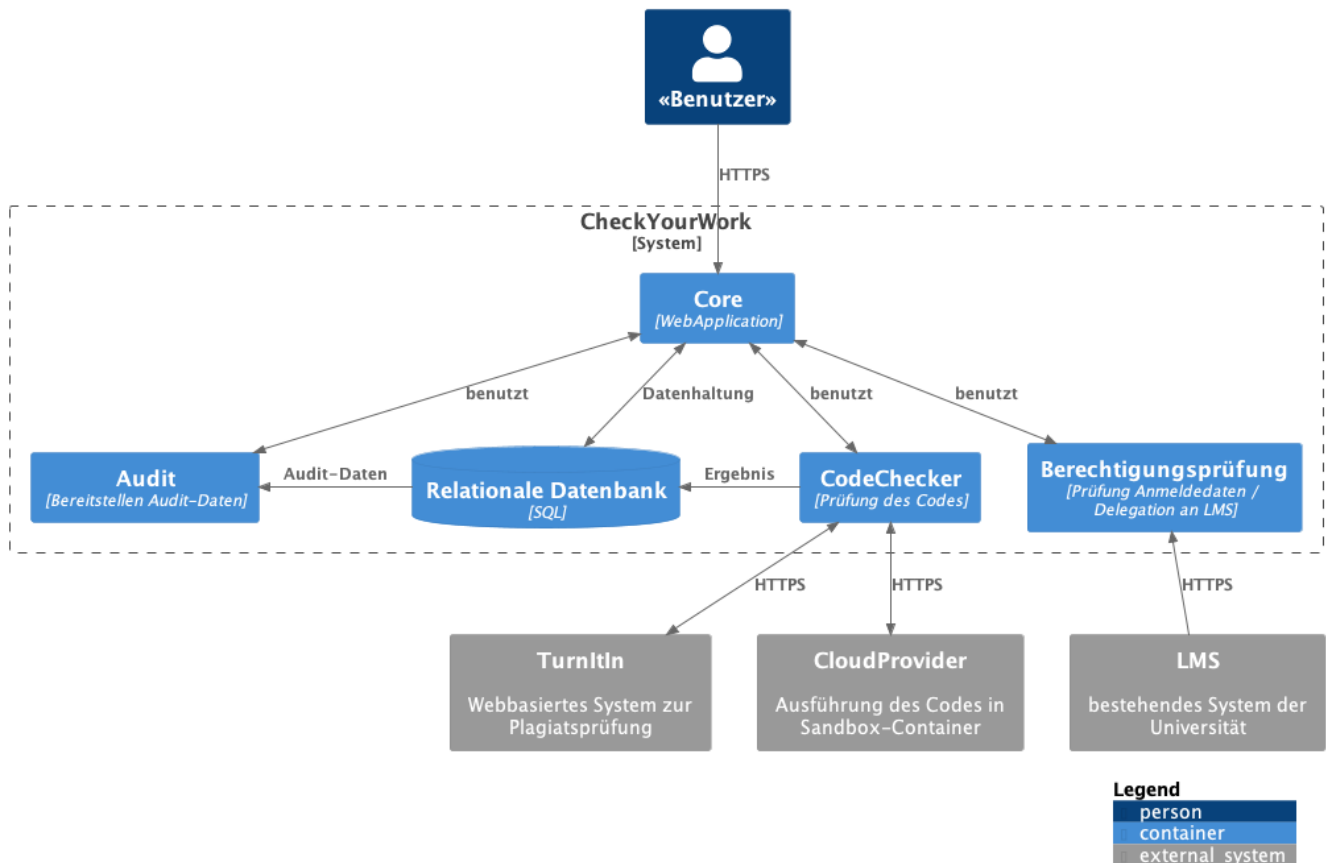 «Benutzer»
HTTPS
CheckYourWork
[System]
Core
[WebApplication]
benutzt
Datenhaltung
benutzt
benutzt
Audit
[Bereitstellen Audit-Daten]
Audit-Daten
Relationale Datenbank
[SQL]
Ergebnis
CodeChecker
[Prüfung des Codes]
Berechtigungsprüfung
[Prüfung Anmeldedaten /
Delegation an LMS]
HTTPS
HTTPS
HTTPS
TurnItIn
Webbasiertes System zur
Plagiatsprüfung
CloudProvider
Ausführung des Codes in
Sandbox-Container
LMS
bestehendes System der
Universität
Legend
person
container
external_system